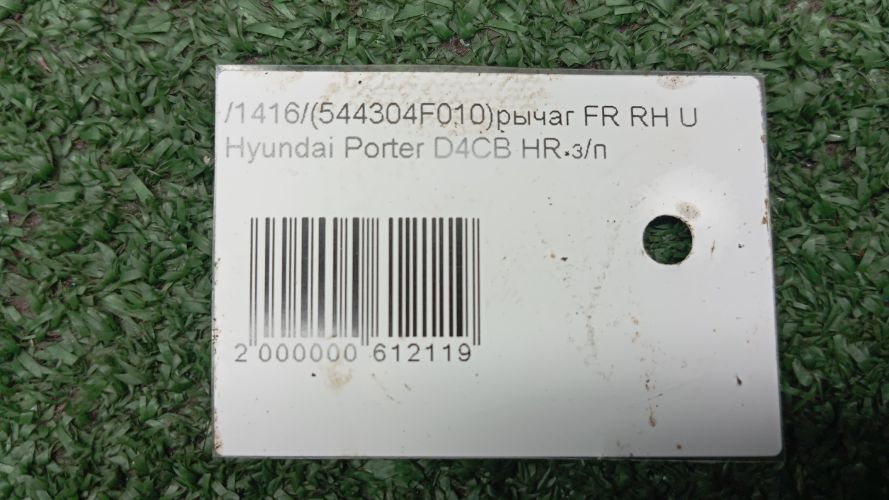 /1416/(544304F010)рычаг FR RH U
Hyundai Porter D4CB HR.з/п
2 000000 612119